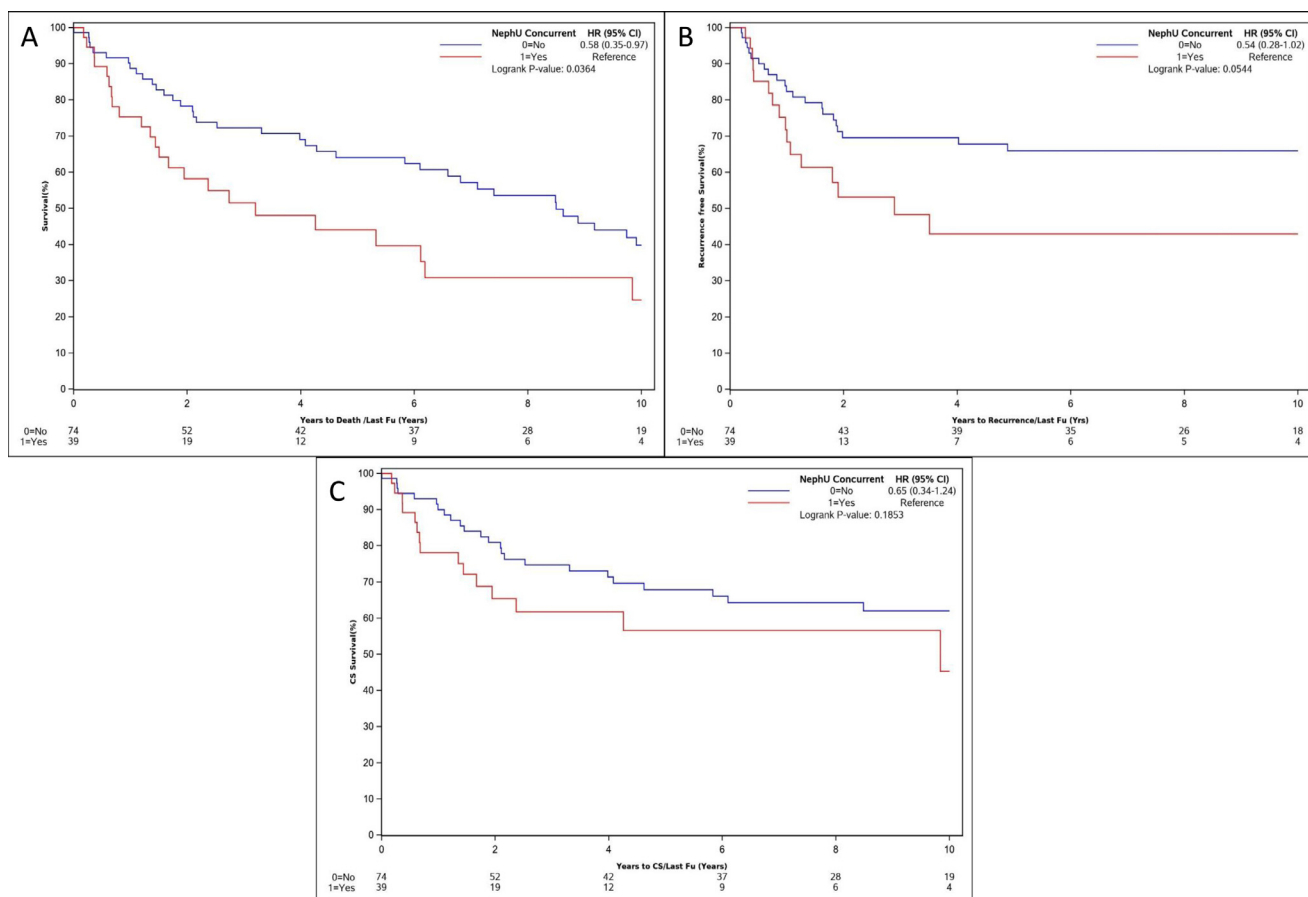 A
NephU Concurrent HR (95% CI)
0=No 0.58 (0.35-0.97)
1=Yes Reference
Logrank P-value: 0.0364
Survival(%)
100
90
80
70
60
50
40
30
20
10
0
0 2 4 6 8 10
Years to Death /Last Fu (Years)
0=No 74 52 42 37 28 19
1=Yes 39 19 12 9 6 4
B
NephU Concurrent HR (95% CI)
0=No 0.54 (0.28-1.02)
1=Yes Reference
Logrank P-value: 0.0544
Recurrence free Survival(%)
100
90
80
70
60
50
40
30
20
10
0
0 2 4 6 8 10
Years to Recurrence/Last Fu (Yrs)
0=No 74 43 39 35 26 18
1=Yes 39 13 7 6 5 4
C
NephU Concurrent HR (95% CI)
0=No 0.65 (0.34-1.24)
1=Yes Reference
Logrank P-value: 0.1853
CS Survival(%)
100
90
80
70
60
50
40
30
20
10
0
0 2 4 6 8 10
Years to CS/Last Fu (Years)
0=No 74 52 42 37 28 19
1=Yes 39 19 12 9 6 4